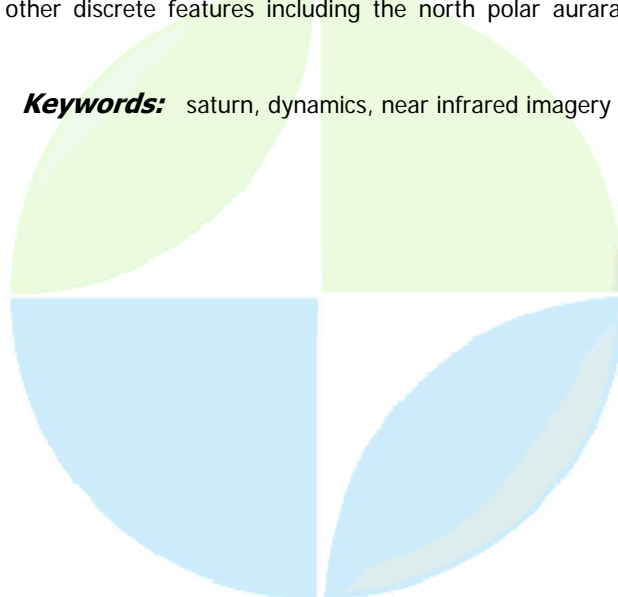 other discrete features including the north polar aurara
Keywords: saturn, dynamics, near infrared imagery